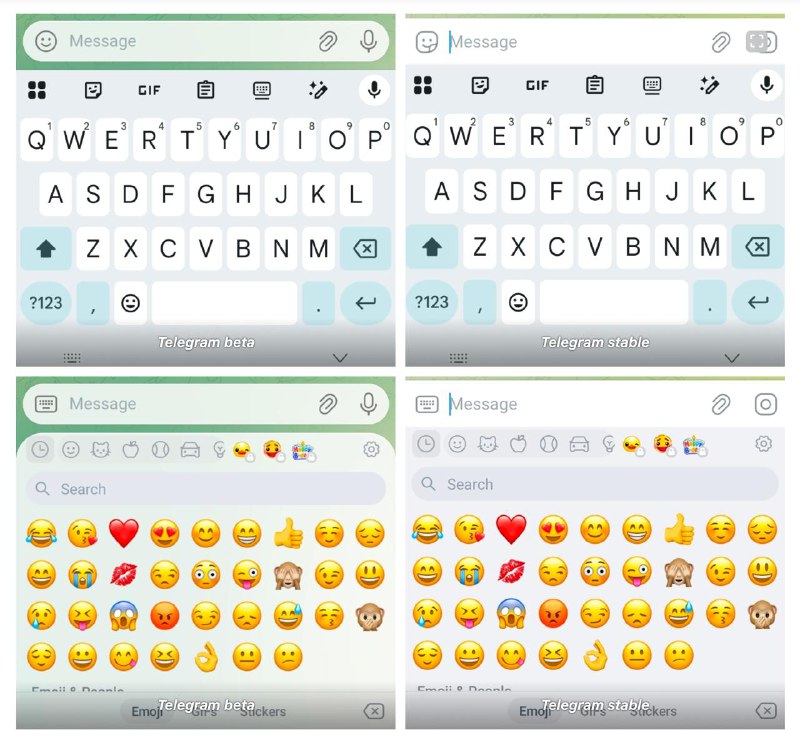 Message
Message
GIF
GIF
Q1 W2 E3 R4 T5 Y6 U7 I8 O9 P0
Q1 W2 E3 R4 T5 Y6 U7 I8 O9 P0
A S D F G H J K L
A S D F G H J K L
Z X C V B N M
Z X C V B N M
?123 , .
?123 , .
Telegram beta
Telegram stable
Message
Message
Search
Search
Emoji & People
Emoji & People
Telegram beta
Telegram stable
Emoji GIFs Stickers
Emoji GIFs Stickers